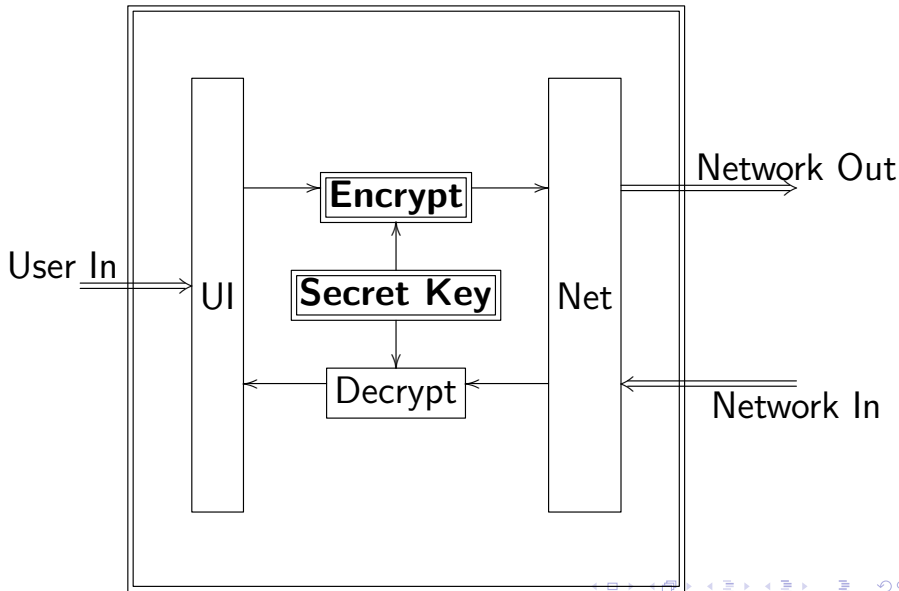 Network Out
Encrypt
User In
UI
Secret Key
Net
Decrypt
Network In